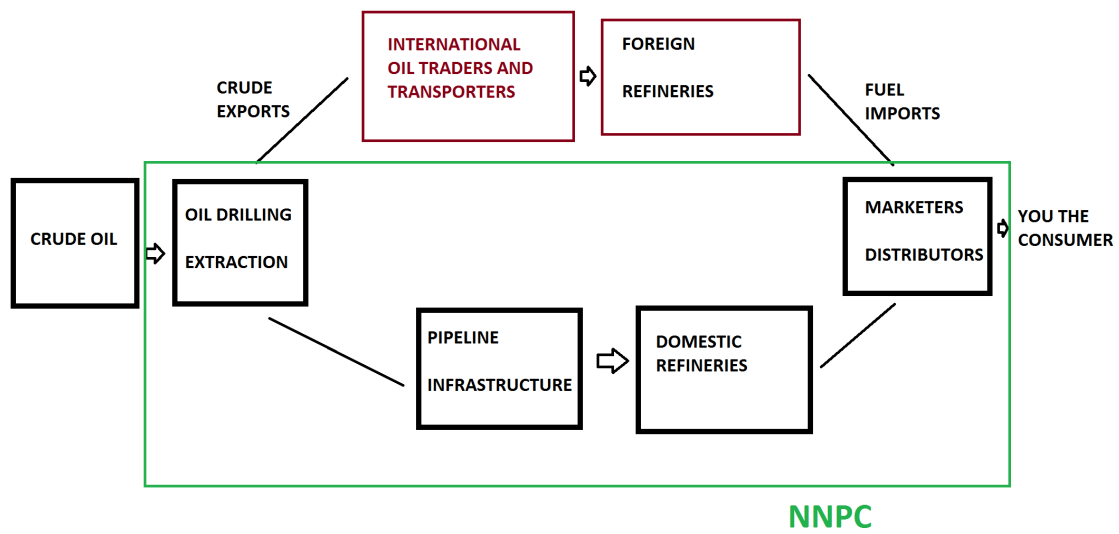 INTERNATIONAL
OIL TRADERS AND
TRANSPORTERS
FOREIGN
REFINERIES
CRUDE
EXPORTS
FUEL
IMPORTS
CRUDE OIL
OIL DRILLING
EXTRACTION
MARKETERS
DISTRIBUTORS
YOU THE
CONSUMER
PIPELINE
INFRASTRUCTURE
DOMESTIC
REFINERIES
NNPC